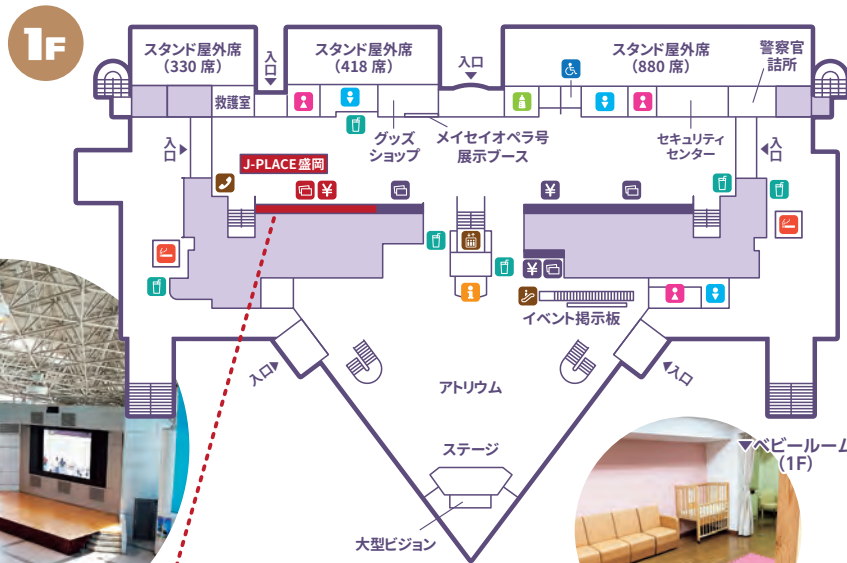 1F
スタンド屋外席
（330 席）
入口
スタンド屋外席
（418 席）
入口
スタンド屋外席
（880 席）
警察官
詰所
救護室
グッズ
ショップ
メイセイオペラ号
展示ブース
セキュリティ
センター
入口
入口
J-PLACE 盛岡
¥
¥
¥
i
イベント掲示板
入口
入口
アトリウム
ステージ
大型ビジョン
▼ベビールーム
（1F）